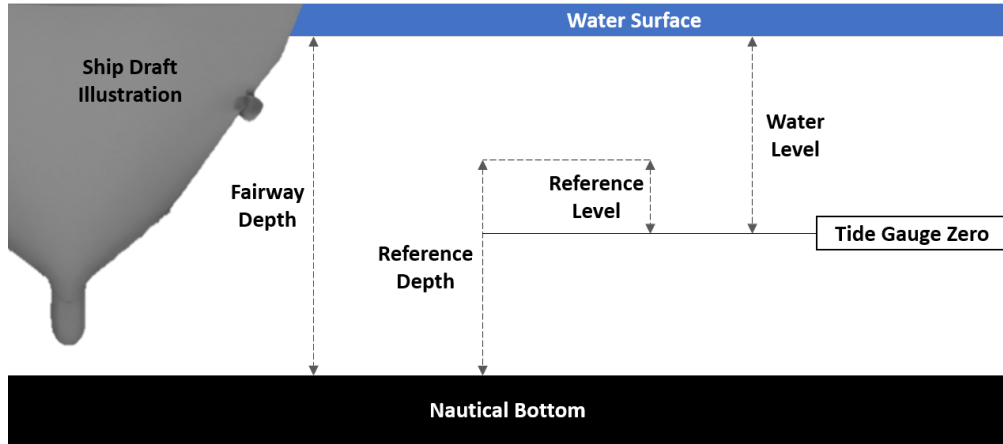 Water Surface
Ship Draft
Illustration
Water
Level
Fairway
Depth
Reference
Level
Reference
Depth
Tide Gauge Zero
Nautical Bottom